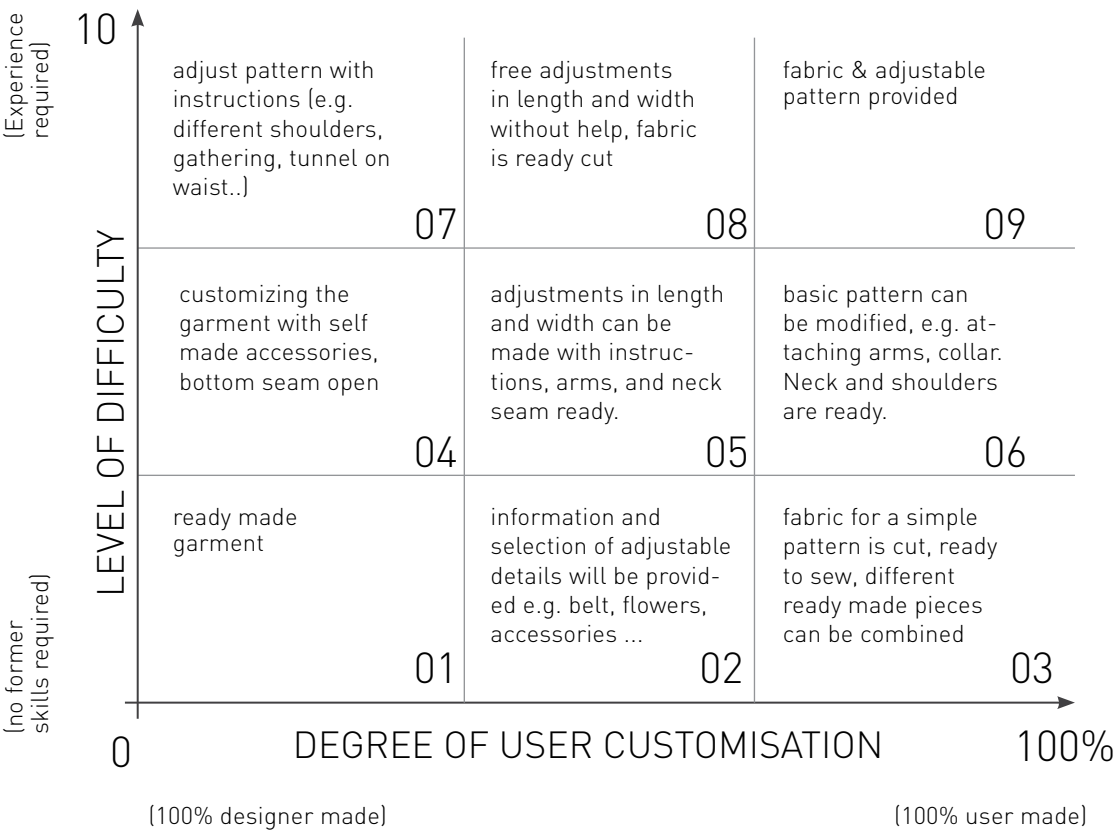 10
(Experience
required)
adjust pattern with
instructions (e.g.
different shoulders,
gathering, tunnel on
waist..)
07
free adjustments
in length and width
without help, fabric
is ready cut
08
fabric & adjustable
pattern provided
09
LEVEL OF DIFFICULTY
customizing the
garment with self
made accessories,
bottom seam open
04
adjustments in length
and width can be
made with instruc-
tions, arms, and neck
seam ready.
05
basic pattern can
be modified, e.g. at-
taching arms, collar.
Neck and shoulders
are ready.
06
(no former
skills required)
ready made
garment
01
information and
selection of adjustable
details will be provid-
ed e.g. belt, flowers,
accessories ...
02
fabric for a simple
pattern is cut, ready
to sew, different
ready made pieces
can be combined
03
0
DEGREE OF USER CUSTOMISATION
100%
(100% designer made)
(100% user made)